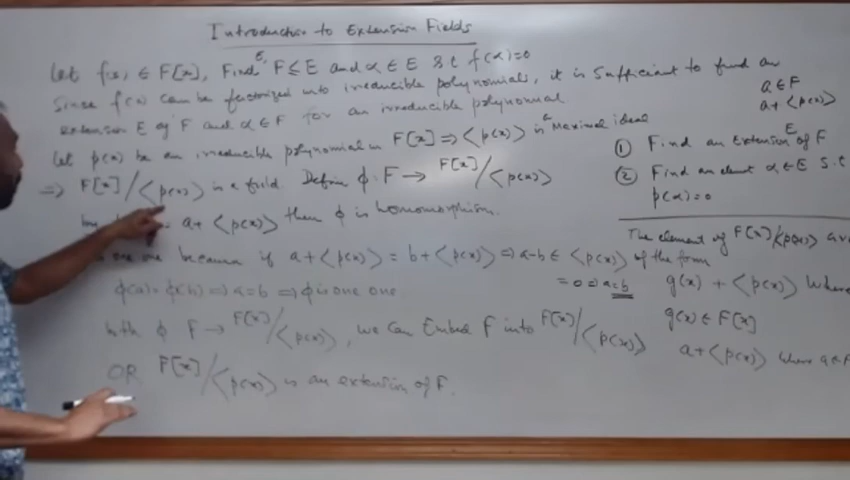 Introduction to Extension Fields
Let f(x) ∈ F[x], Find E, F ≤ E and α ∈ E s.t f(α)=0
Since f(x) can be factorized into irreducible polynomials, it is sufficient to find an
extension E of F and α ∈ F for an irreducible polynomial
Let p(x) be an irreducible polynomial in F[x] ⇒ <p(x)> is a maximal ideal
⇒ F[x]/<p(x)> is a field. Define φ: F → F[x]/<p(x)>
by a+<p(x)> then φ is homomorphism.
one one because if a+<p(x)> = b+<p(x)> ⇒ a-b ∈ <p(x)>
= 0 ⇒ a=b
φ(a)=φ(b) ⇒ a=b ⇒ φ is one one
with φ F → F[x]/<p(x)>, we can Embed F into F[x]/<p(x)>
OR F[x]/<p(x)> is an extension of F.
a ∈ F
a+<p(x)>
① Find an Extension E of F
② Find an element α ∈ E s.t
p(α)=0
The element of F[x]/<p(x)> are
of the form
g(x) + <p(x)> where
g(x) ∈ F[x]
a+<p(x)> where a ∈ F